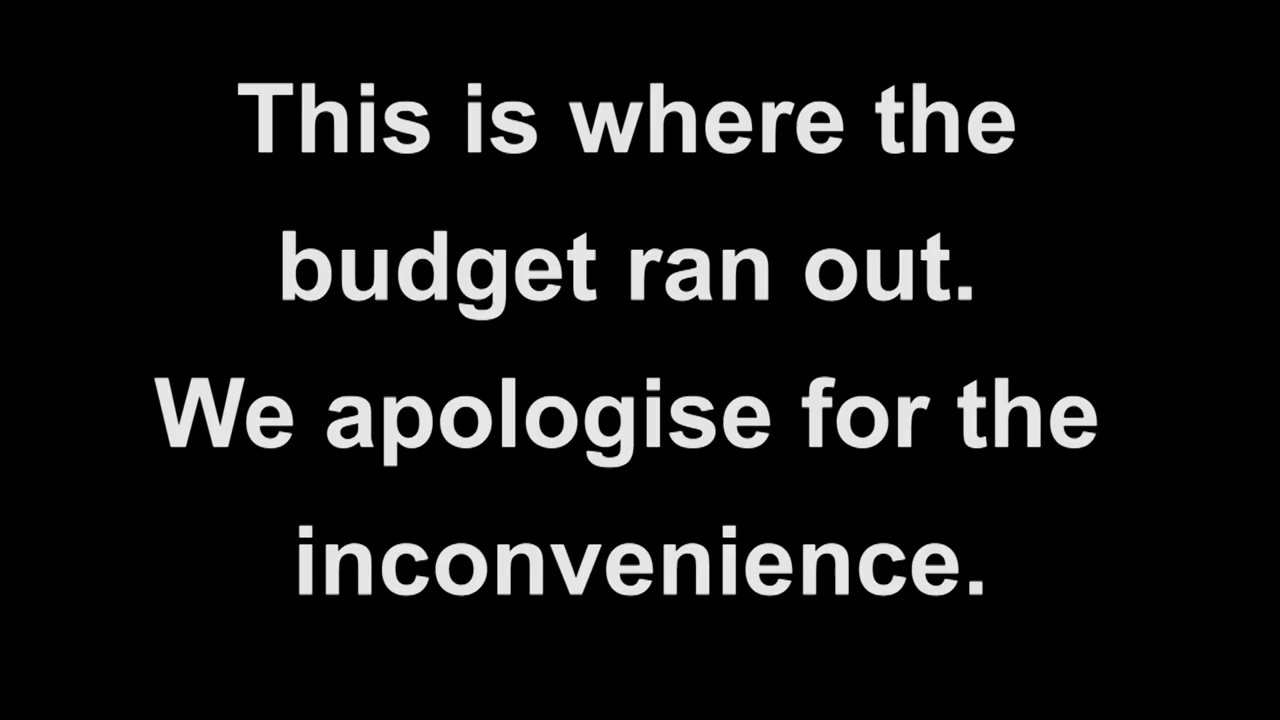 This is where the
budget ran out.
We apologise for the
inconvenience.